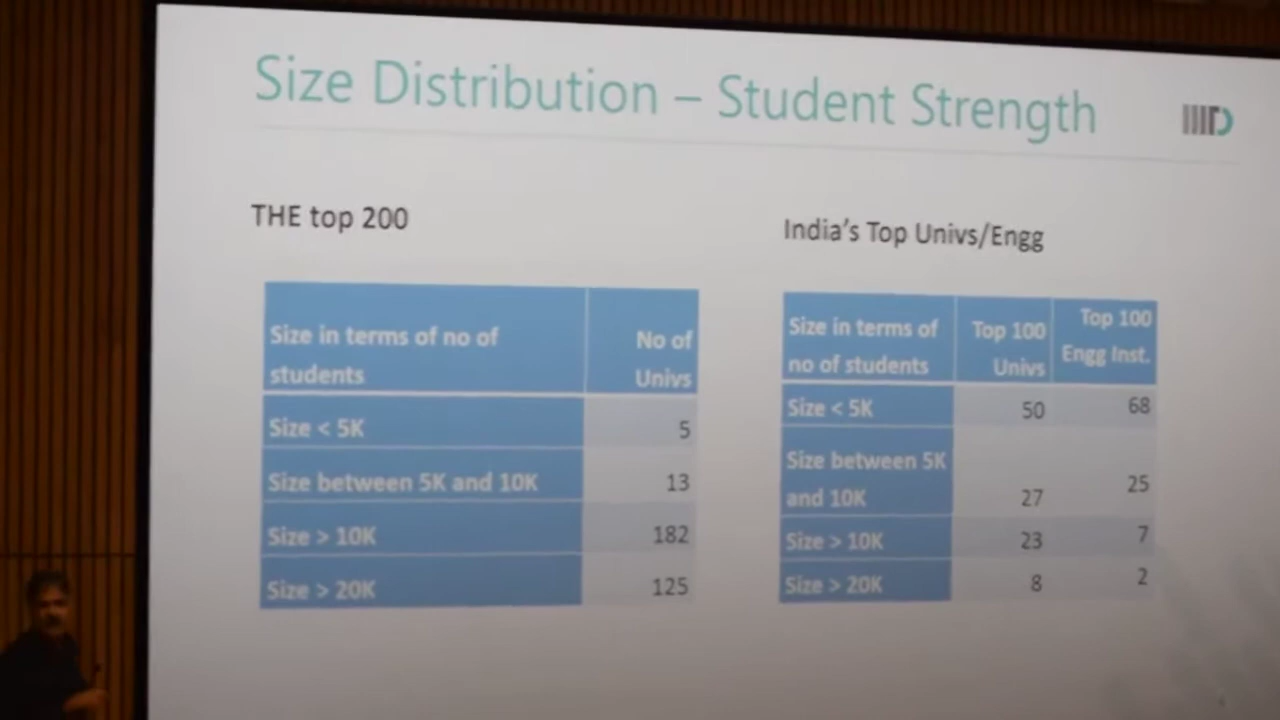 Size Distribution – Student Strength
IIITD
THE top 200
Size in terms of no of students No of Univs
Size < 5K 5
Size between 5K and 10K 13
Size > 10K 182
Size > 20K 125
India's Top Univs/Engg
Size in terms of no of students Top 100 Univs Top 100 Engg Inst.
Size < 5K 50 68
Size between 5K and 10K 27 25
Size > 10K 23 7
Size > 20K 8 2